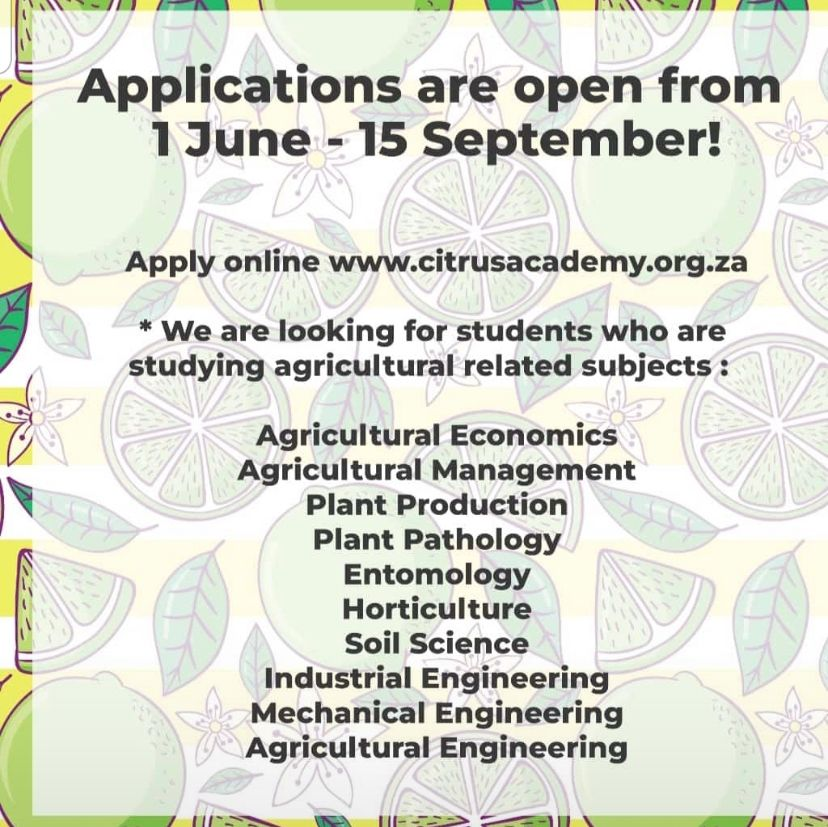 Applications are open from
1 June - 15 September!
Apply online www.citrusacademy.org.za
* We are looking for students who are
studying agricultural related subjects :
Agricultural Economics
Agricultural Management
Plant Production
Plant Pathology
Entomology
Horticulture
Soil Science
Industrial Engineering
Mechanical Engineering
Agricultural Engineering